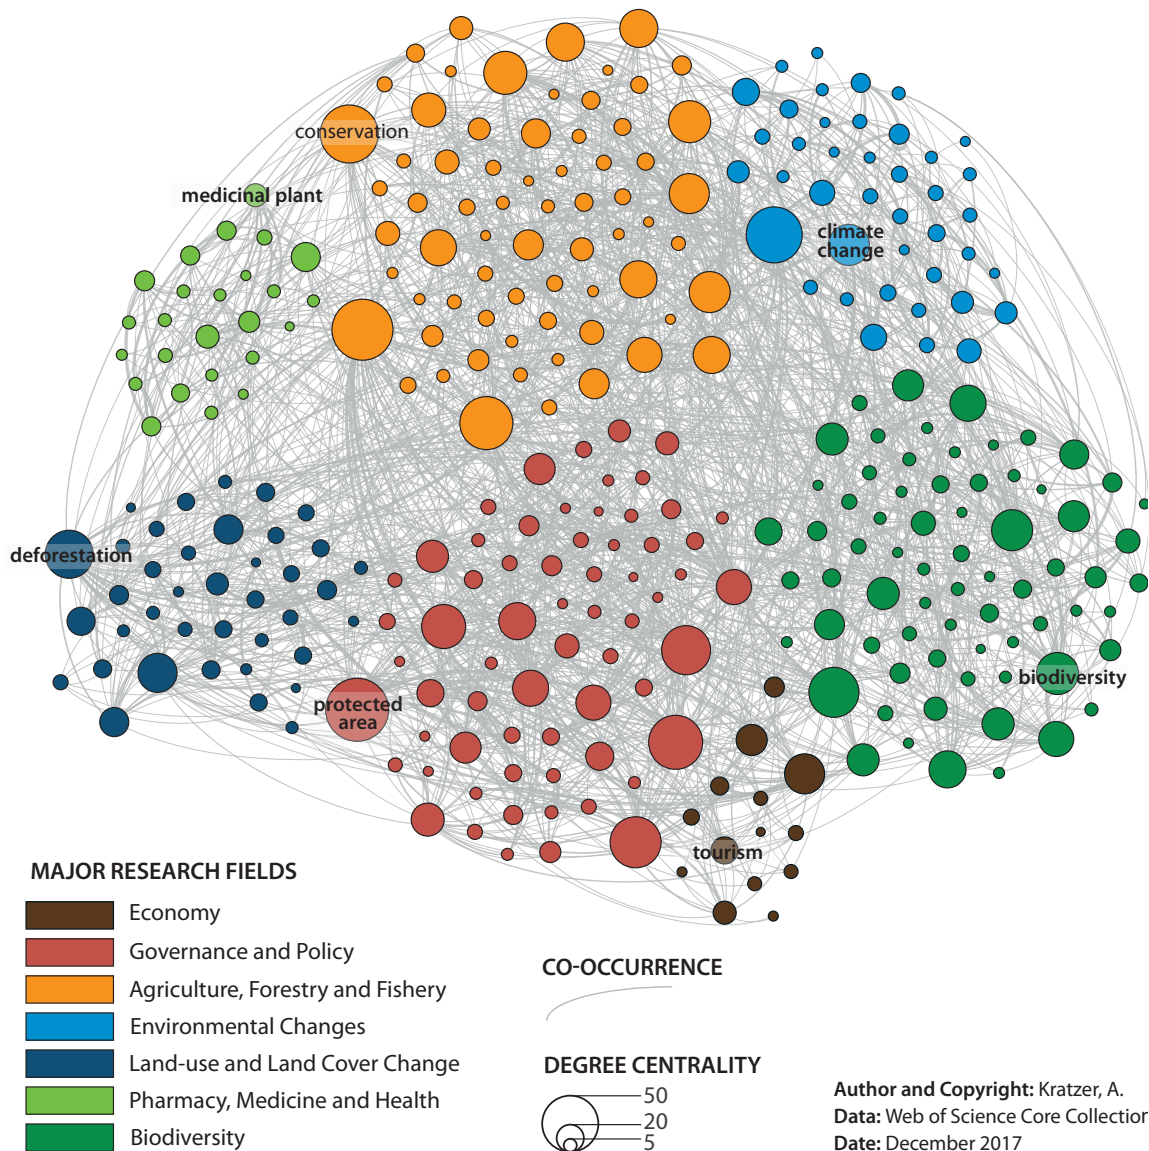 conservation
medicinal plant
climate
change
deforestation
biodiversity
protected
area
tourism
MAJOR RESEARCH FIELDS
Economy
Governance and Policy
Agriculture, Forestry and Fishery
Environmental Changes
Land-use and Land Cover Change
Pharmacy, Medicine and Health
Biodiversity
CO-OCCURRENCE
DEGREE CENTRALITY
50
20
5
Author and Copyright: Kratzer, A.
Data: Web of Science Core Collection
Date: December 2017